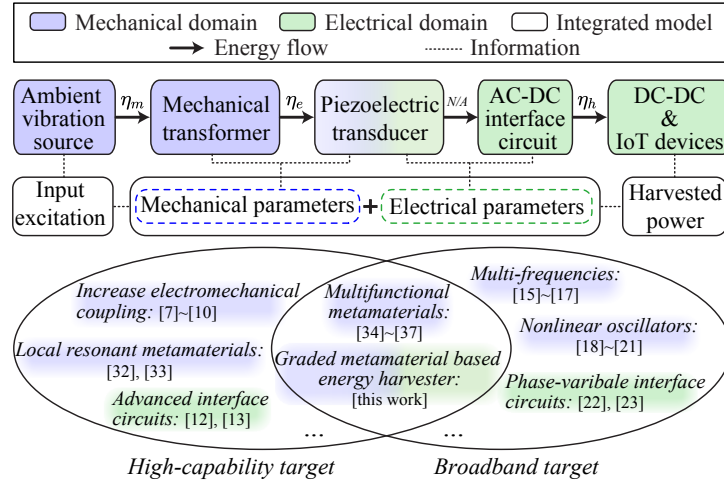 Mechanical domain Electrical domain Integrated model
Energy flow Information
Ambient
vibration
source
ηm
Mechanical
transformer
ηe
Piezoelectric
transducer
N/A
AC-DC
interface
circuit
ηh
DC-DC
&
IoT devices
Input
excitation
Mechanical parameters + Electrical parameters
Harvested
power
Increase electromechanical
coupling: [7]~[10]
Local resonant metamaterials:
[32], [33]
Advanced interface
circuits: [12], [13]
...
Multifunctional
metamaterials:
[34]~[37]
Graded metamaterial based
energy harvester:
[this work]
Multi-frequencies:
[15]~[17]
Nonlinear oscillators:
[18]~[21]
Phase-varibale interface
circuits: [22], [23]
...
High-capability target
Broadband target